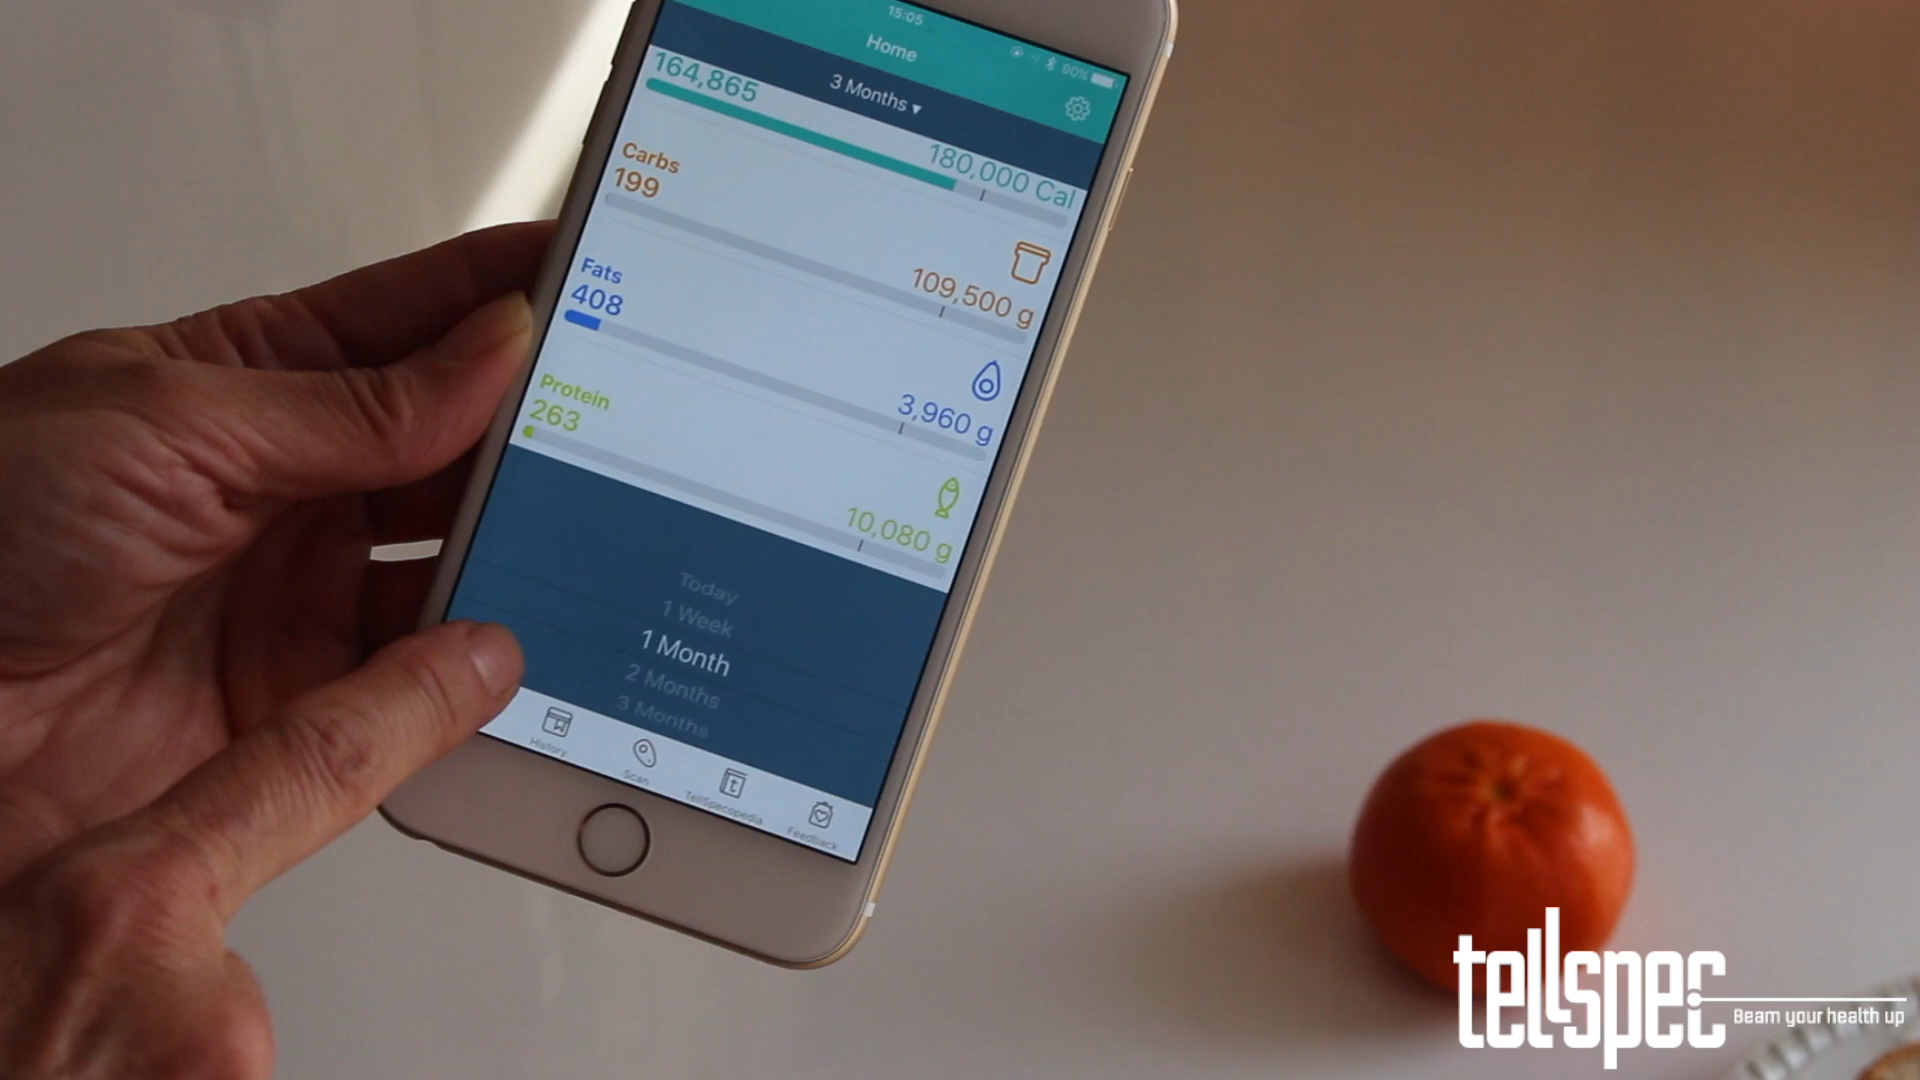 15:05
90%
Home
3 Months ▾
164,865
180,000 Cal
Carbs
199
109,500 g
Fats
408
3,960 g
Protein
263
10,080 g
Today
1 Week
1 Month
2 Months
3 Months
History
Scan
TellSpecopedia
Feedback
tellspec
Beam your health up